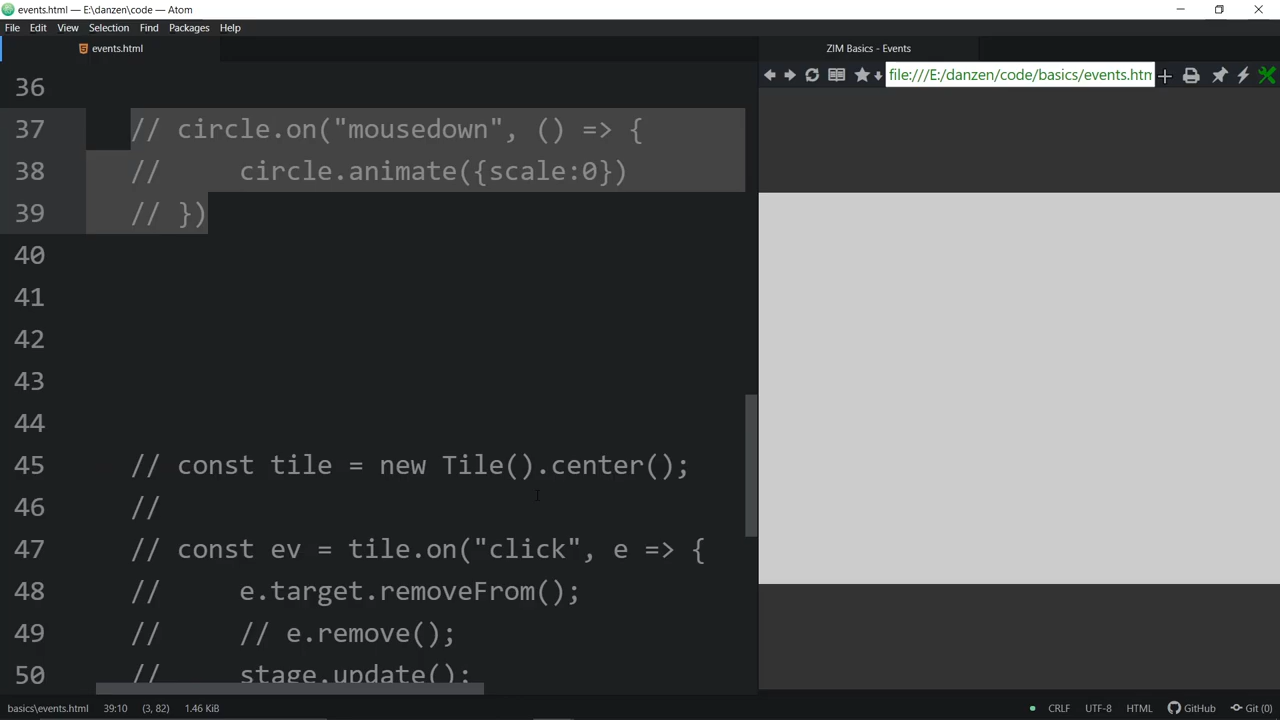 events.html — E:\danzen\code — Atom
File Edit View Selection Find Packages Help
events.html
ZIM Basics - Events
file:///E:/danzen/code/basics/events.htm
36
37 // circle.on("mousedown", () => {
38 // circle.animate({scale:0})
39 // })
40
41
42
43
44
45 // const tile = new Tile().center();
46 //
47 // const ev = tile.on("click", e => {
48 // e.target.removeFrom();
49 // // e.remove();
50 // stage.update();
basics\events.html 39:10 (3, 82) 1.46 KiB CRLF UTF-8 HTML GitHub Git (0)